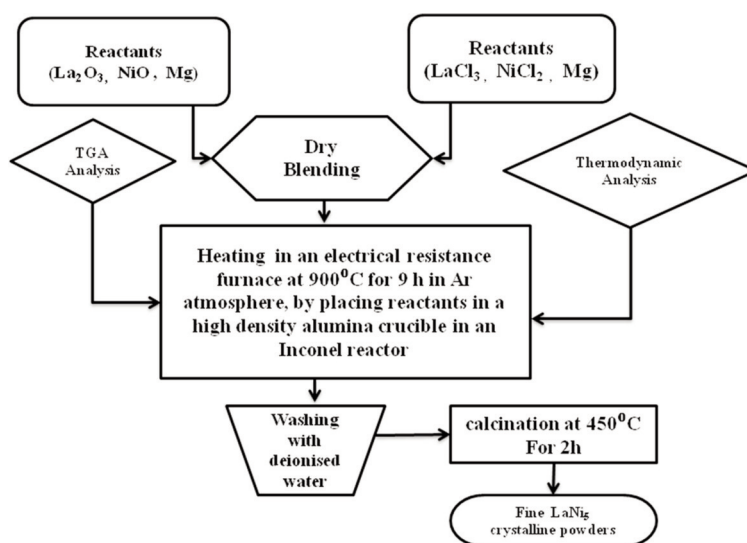 Reactants
(La₂O₃, NiO, Mg)
Reactants
(LaCl₃, NiCl₂, Mg)
TGA
Analysis
Dry
Blending
Thermodynamic
Analysis
Heating in an electrical resistance
furnace at 900⁰C for 9 h in Ar
atmosphere, by placing reactants in a
high density alumina crucible in an
Inconel reactor
Washing
with
deionised
water
calcination at 450⁰C
For 2h
Fine LaNi₅
crystalline powders